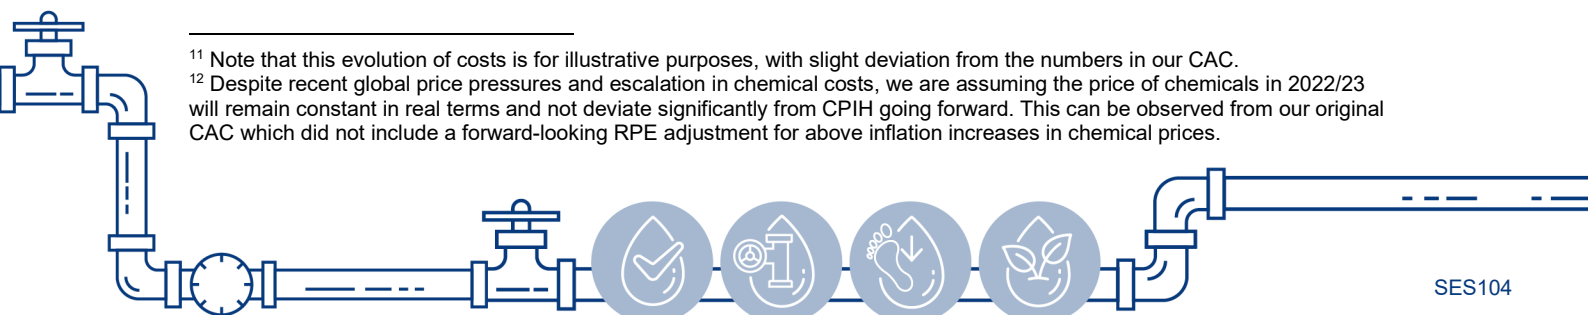 11 Note that this evolution of costs is for illustrative purposes, with slight deviation from the numbers in our CAC.
12 Despite recent global price pressures and escalation in chemical costs, we are assuming the price of chemicals in 2022/23
will remain constant in real terms and not deviate significantly from CPIH going forward. This can be observed from our original
CAC which did not include a forward-looking RPE adjustment for above inflation increases in chemical prices.
SES104